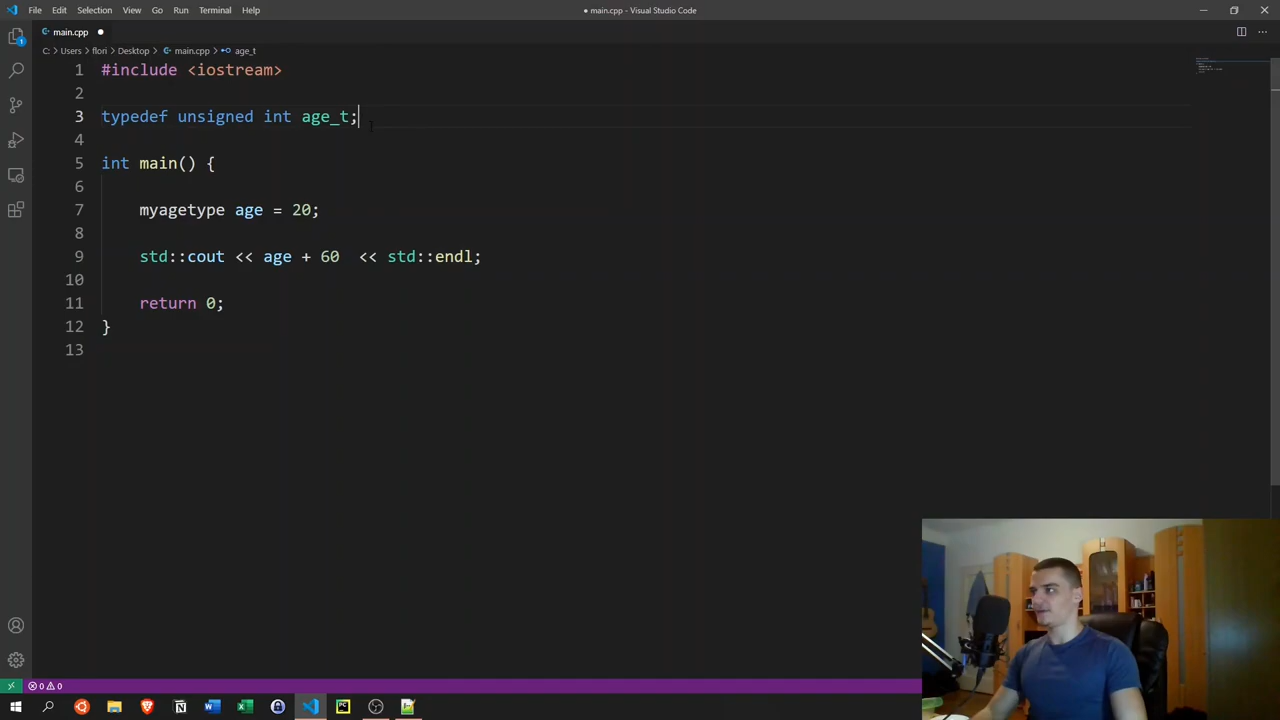 File Edit Selection View Go Run Terminal Help
● main.cpp - Visual Studio Code
main.cpp ●
C: > Users > flori > Desktop > main.cpp > age_t
1 #include <iostream>
2
3 typedef unsigned int age_t;
4
5 int main() {
6
7 myagetype age = 20;
8
9 std::cout << age + 60  << std::endl;
10
11 return 0;
12 }
13
0 0